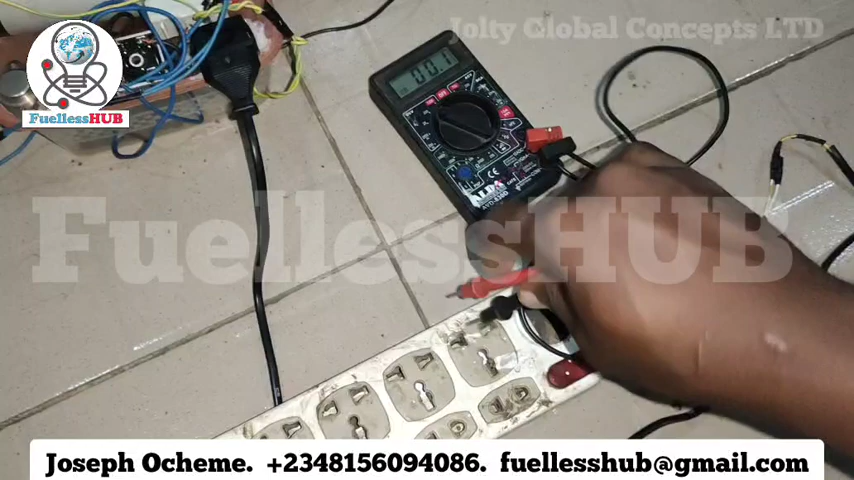 Jolty Global Concepts LTD
FuellessHUB
00.1
FuellessHUB
Joseph Ocheme. +2348156094086. fuellesshub@gmail.com